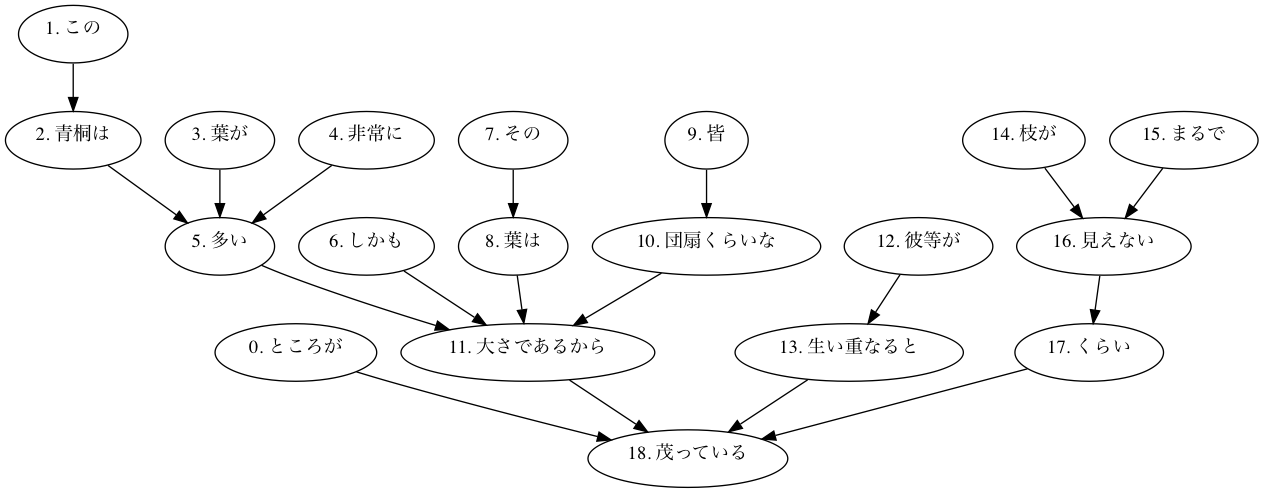 1. この
2. 青桐は
3. 葉が
4. 非常に
7. その
9. 皆
14. 枝が
15. まるで
5. 多い
6. しかも
8. 葉は
10. 団扇くらいな
12. 彼等が
16. 見えない
0. ところが
11. 大さであるから
13. 生い重なると
17. くらい
18. 茂っている